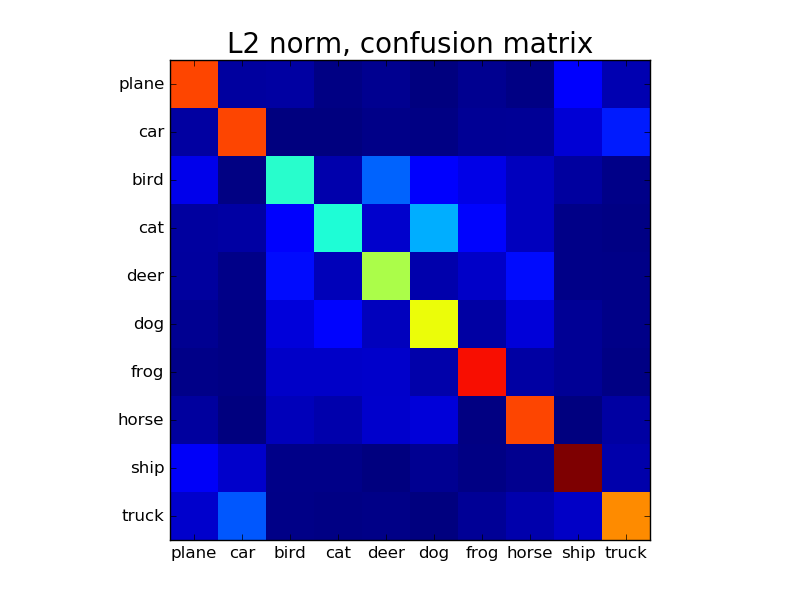 L2 norm, confusion matrix
plane
car
bird
cat
deer
dog
frog
horse
ship
truck
plane car bird cat deer dog frog horse ship truck